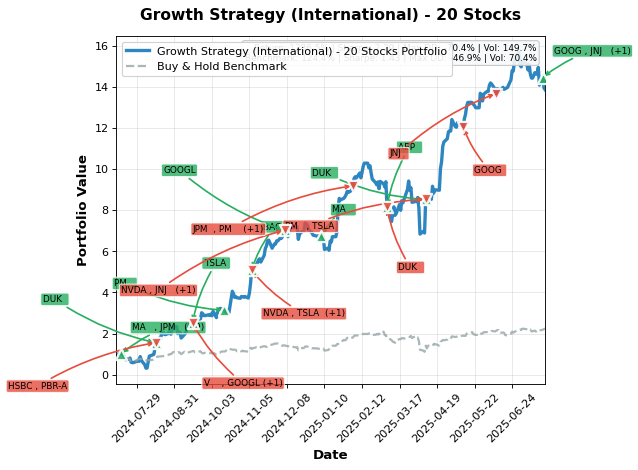 Growth Strategy (International) - 20 Stocks
Growth Strategy (International) - 20 Stocks Portfolio
Buy & Hold Benchmark
0.4% | Vol: 149.7%
46.9% | Vol: 70.4%
GOOG , JNJ (+1)
JNJ
GOOG
GOOGL
DUK
MA
JPM , PM (+1)
, TSLA
DUK
TSLA
PM
NVDA , JNJ (+1)
DUK
NVDA , TSLA (+1)
MA , JPM
HSBC , PBR-A
V , GOOGL (+1)
Portfolio Value
16
14
12
10
8
6
4
2
0
2024-07-29
2024-08-31
2024-10-03
2024-11-05
2024-12-08
2025-01-10
2025-02-12
2025-03-17
2025-04-19
2025-05-22
2025-06-24
Date